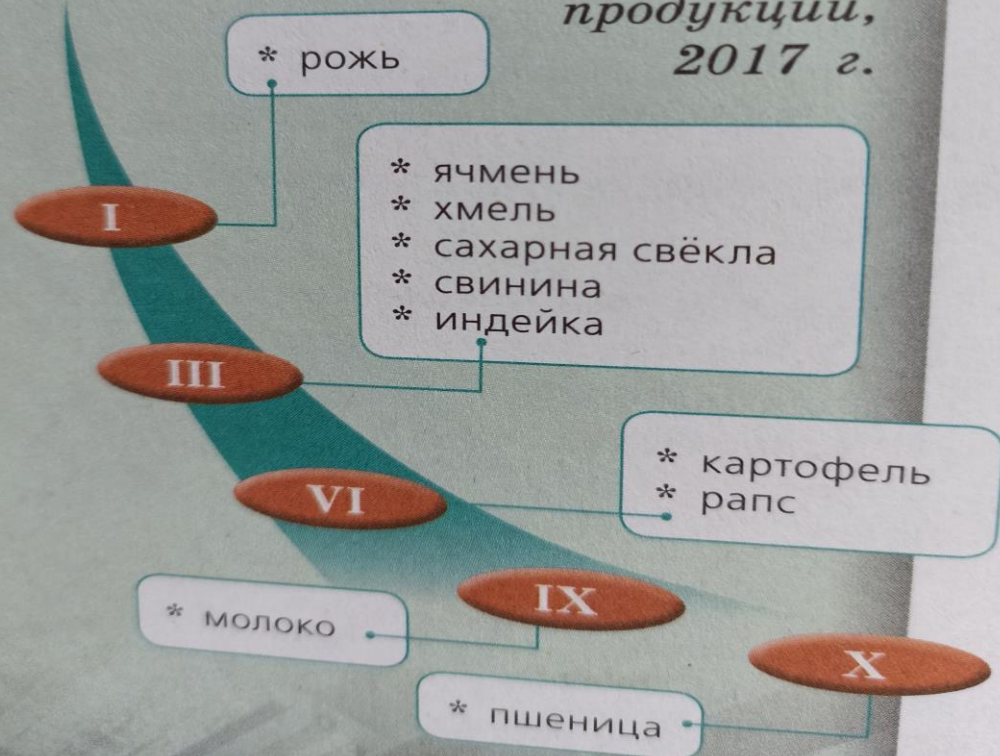 продукции,
2017 г.
* рожь
I
* ячмень
* хмель
* сахарная свёкла
* свинина
* индейка
III
* картофель
* рапс
VI
IX
* молоко
X
* пшеница